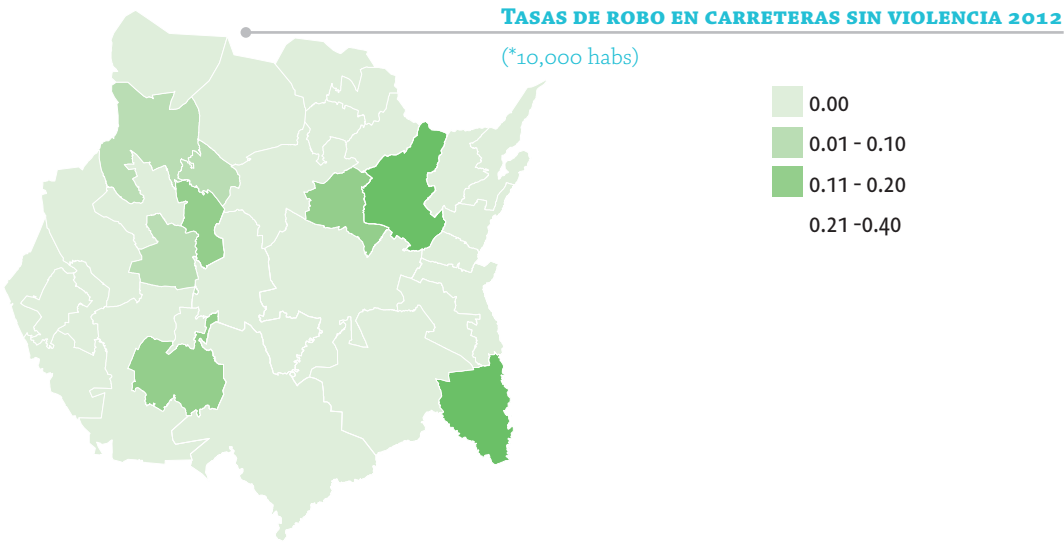 TASAS DE ROBO EN CARRETERAS SIN VIOLENCIA 2012
(*10,000 habs)
0.00
0.01 - 0.10
0.11 - 0.20
0.21 -0.40